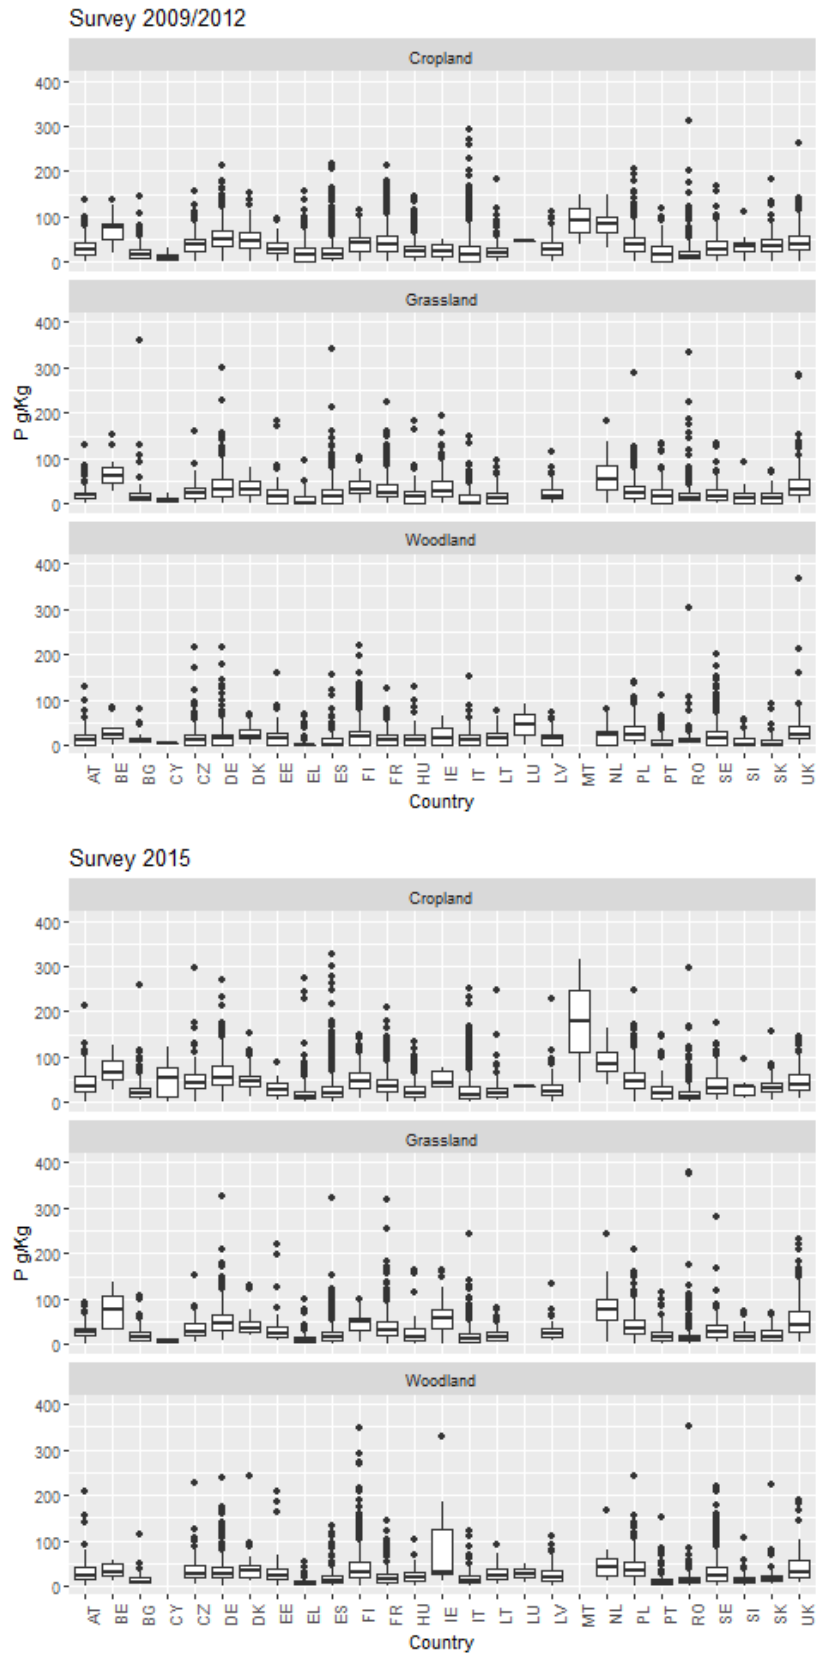 Survey 2009/2012
Cropland
400
300
200
100
0
Grassland
400
300
200
100
0
P g/Kg
Woodland
400
300
200
100
0
AT BE BG CY CZ DE DK EE EL ES FI FR HU IE IT LT LU LV MT NL PL PT RO SE SI SK UK
Country
Survey 2015
Cropland
400
300
200
100
0
Grassland
400
300
200
100
0
P g/Kg
Woodland
400
300
200
100
0
AT BE BG CY CZ DE DK EE EL ES FI FR HU IE IT LT LU LV MT NL PL PT RO SE SI SK UK
Country